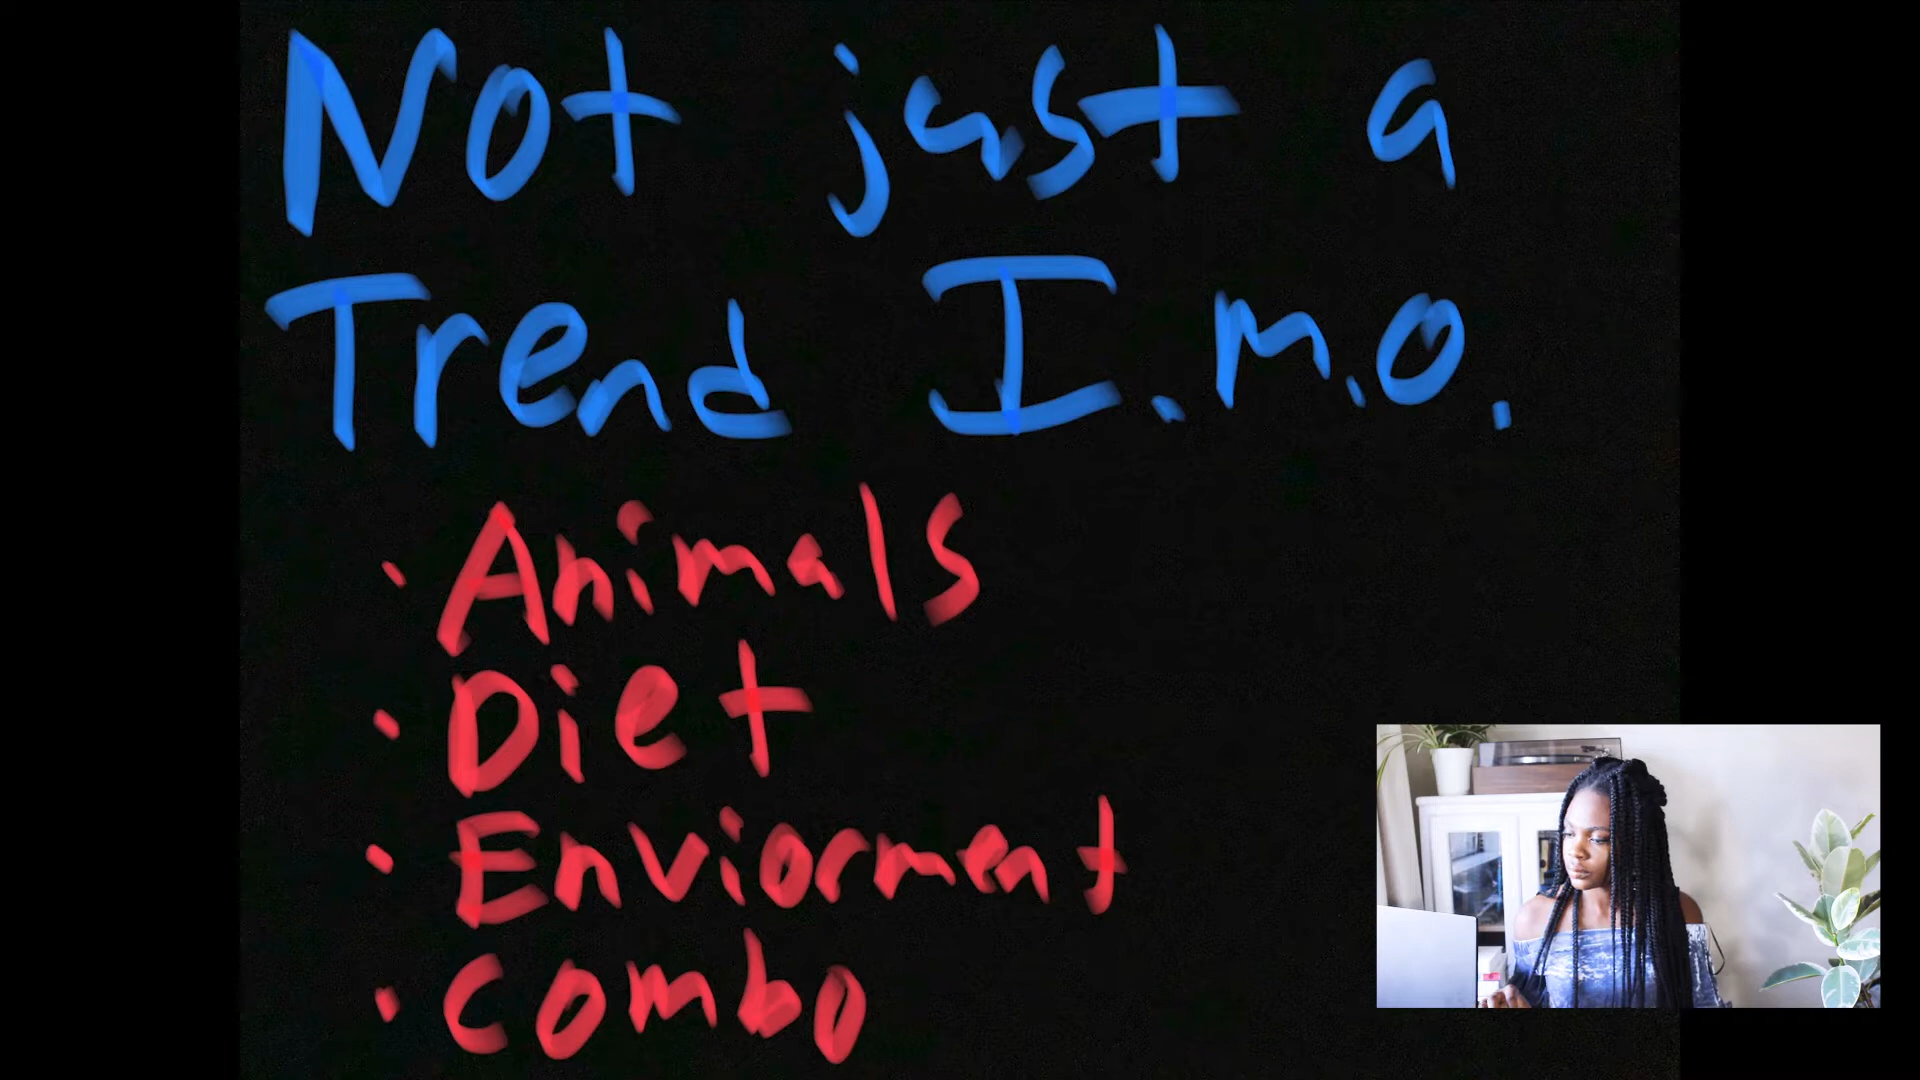 Not just a
Trend I.M.O.
· Animals
· Diet
· Enviorment
· Combo